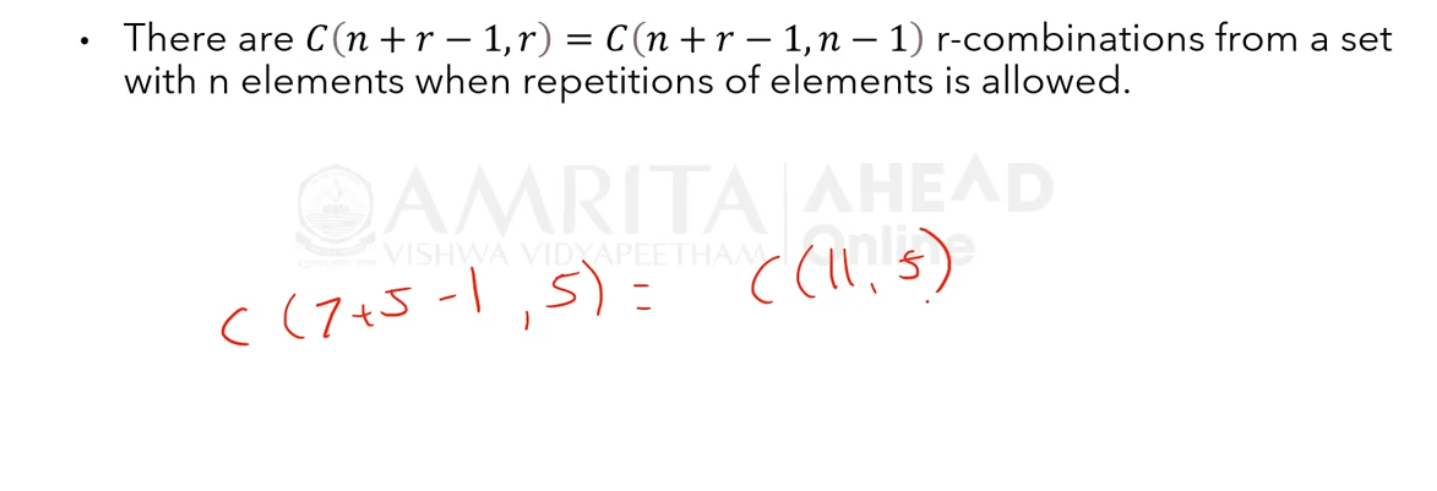 • There are C(n + r − 1, r) = C(n + r − 1, n − 1) r-combinations from a set
with n elements when repetitions of elements is allowed.
AMRITA AHEAD
VISHWA VIDYAPEETHAM Online
C (7+5-1, 5) = C(11, 5)